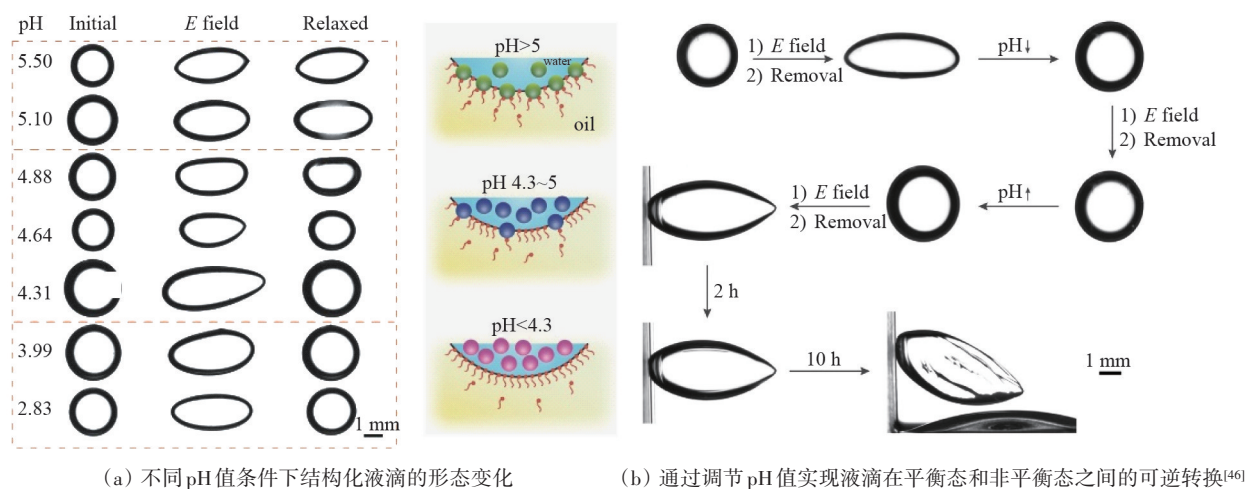 pH Initial E field Relaxed
5.50
5.10
4.88
4.64
4.31
3.99
2.83
1 mm
pH>5
water
oil
pH 4.3~5
pH<4.3
1) E field
2) Removal
pH↓
1) E field
2) Removal
pH↑
1) E field
2) Removal
2 h
10 h
1 mm
(a) 不同pH值条件下结构化液滴的形态变化
(b) 通过调节pH值实现液滴在平衡态和非平衡态之间的可逆转换[46]